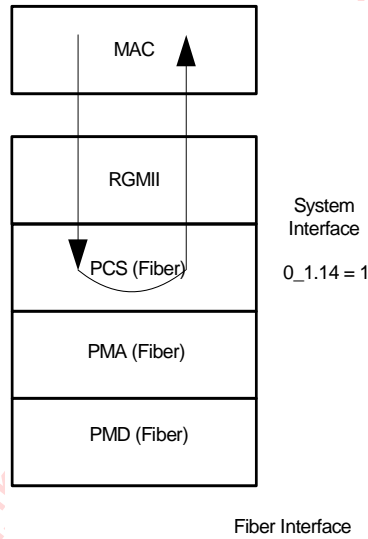 MAC
RGMII
System
Interface
PCS (Fiber)
0_1.14 = 1
PMA (Fiber)
PMD (Fiber)
Fiber Interface